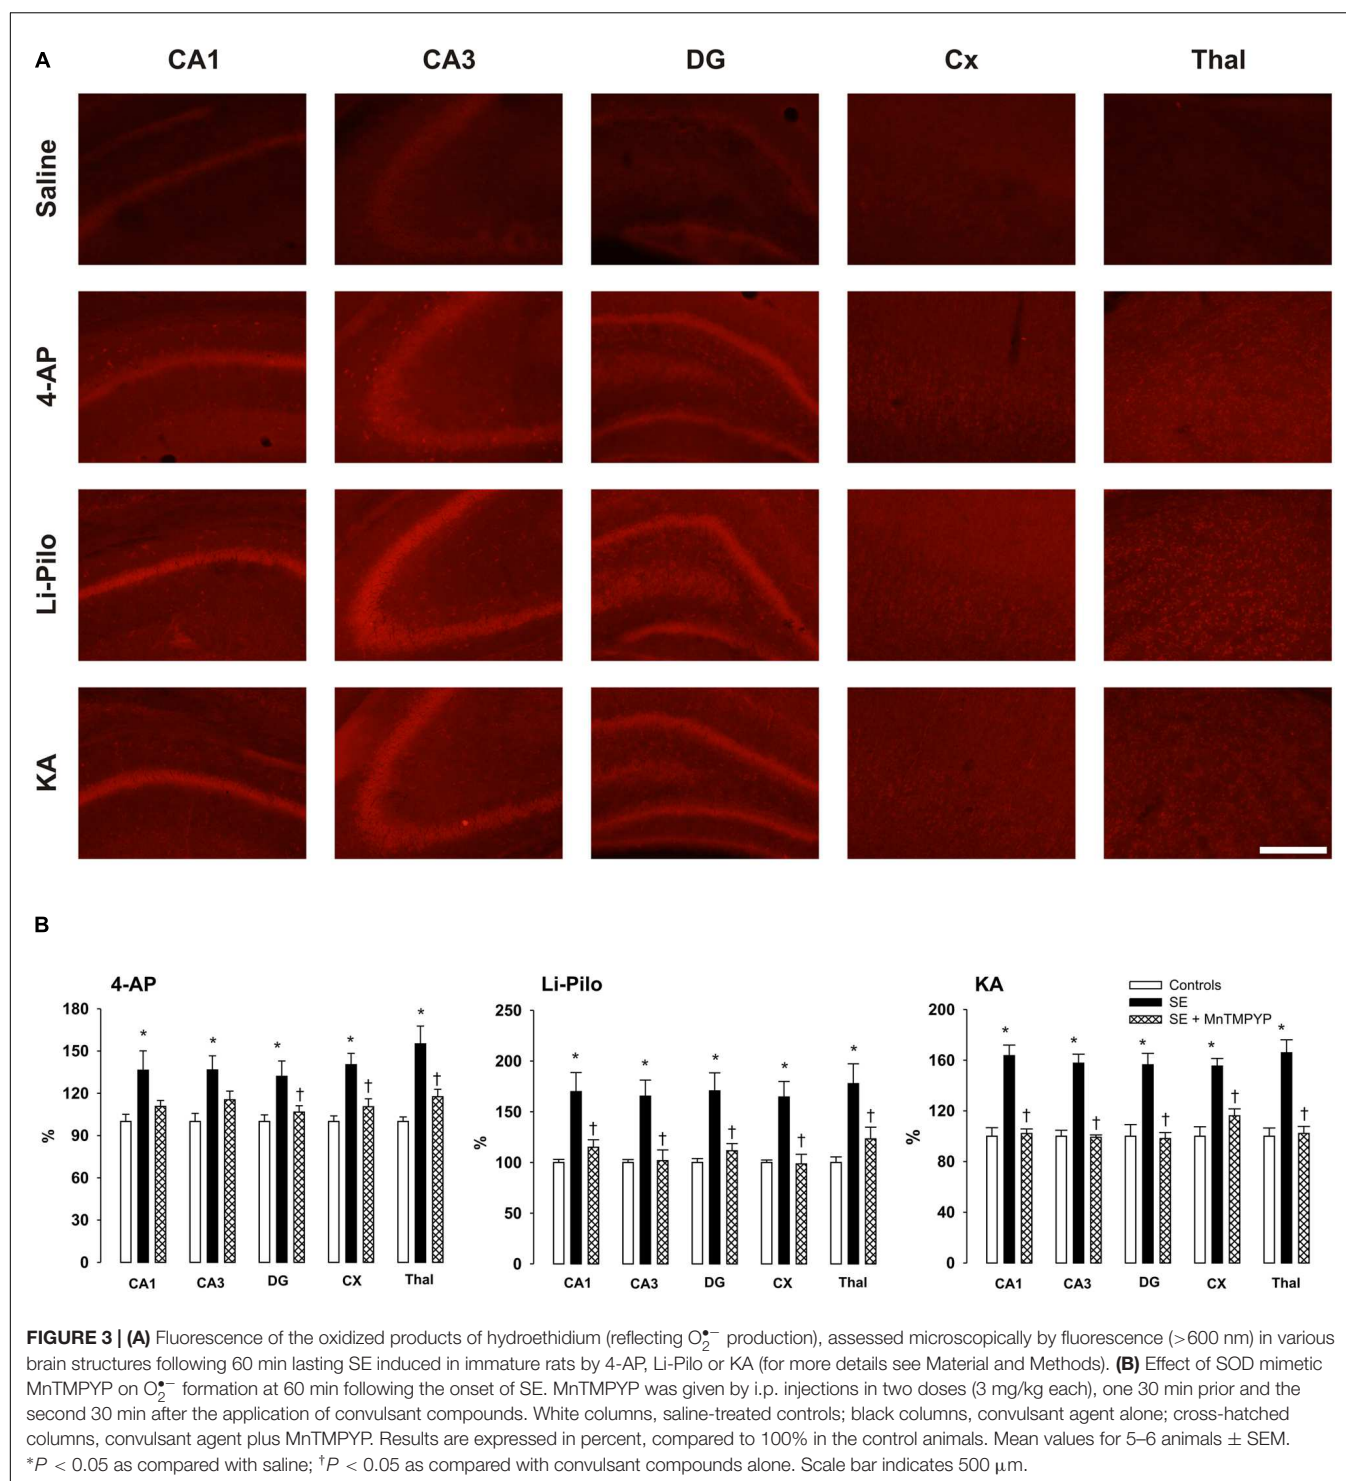 A
CA1 CA3 DG Cx Thal
Saline
4-AP
Li-Pilo
KA
B
4-AP
180
150
120
90
60
30
0
%
* * * * *
† † †
CA1 CA3 DG CX Thal
Li-Pilo
250
200
150
100
50
0
%
* * * * *
† † † † †
CA1 CA3 DG CX Thal
KA
Controls
SE
SE + MnTMPYP
200
160
120
80
40
0
%
* * * * *
† † † † †
CA1 CA3 DG CX Thal
FIGURE 3 | (A) Fluorescence of the oxidized products of hydroethidium (reflecting O₂•− production), assessed microscopically by fluorescence (>600 nm) in various
brain structures following 60 min lasting SE induced in immature rats by 4-AP, Li-Pilo or KA (for more details see Material and Methods). (B) Effect of SOD mimetic
MnTMPYP on O₂•− formation at 60 min following the onset of SE. MnTMPYP was given by i.p. injections in two doses (3 mg/kg each), one 30 min prior and the
second 30 min after the application of convulsant compounds. White columns, saline-treated controls; black columns, convulsant agent alone; cross-hatched
columns, convulsant agent plus MnTMPYP. Results are expressed in percent, compared to 100% in the control animals. Mean values for 5–6 animals ± SEM.
*P < 0.05 as compared with saline; †P < 0.05 as compared with convulsant compounds alone. Scale bar indicates 500 μm.